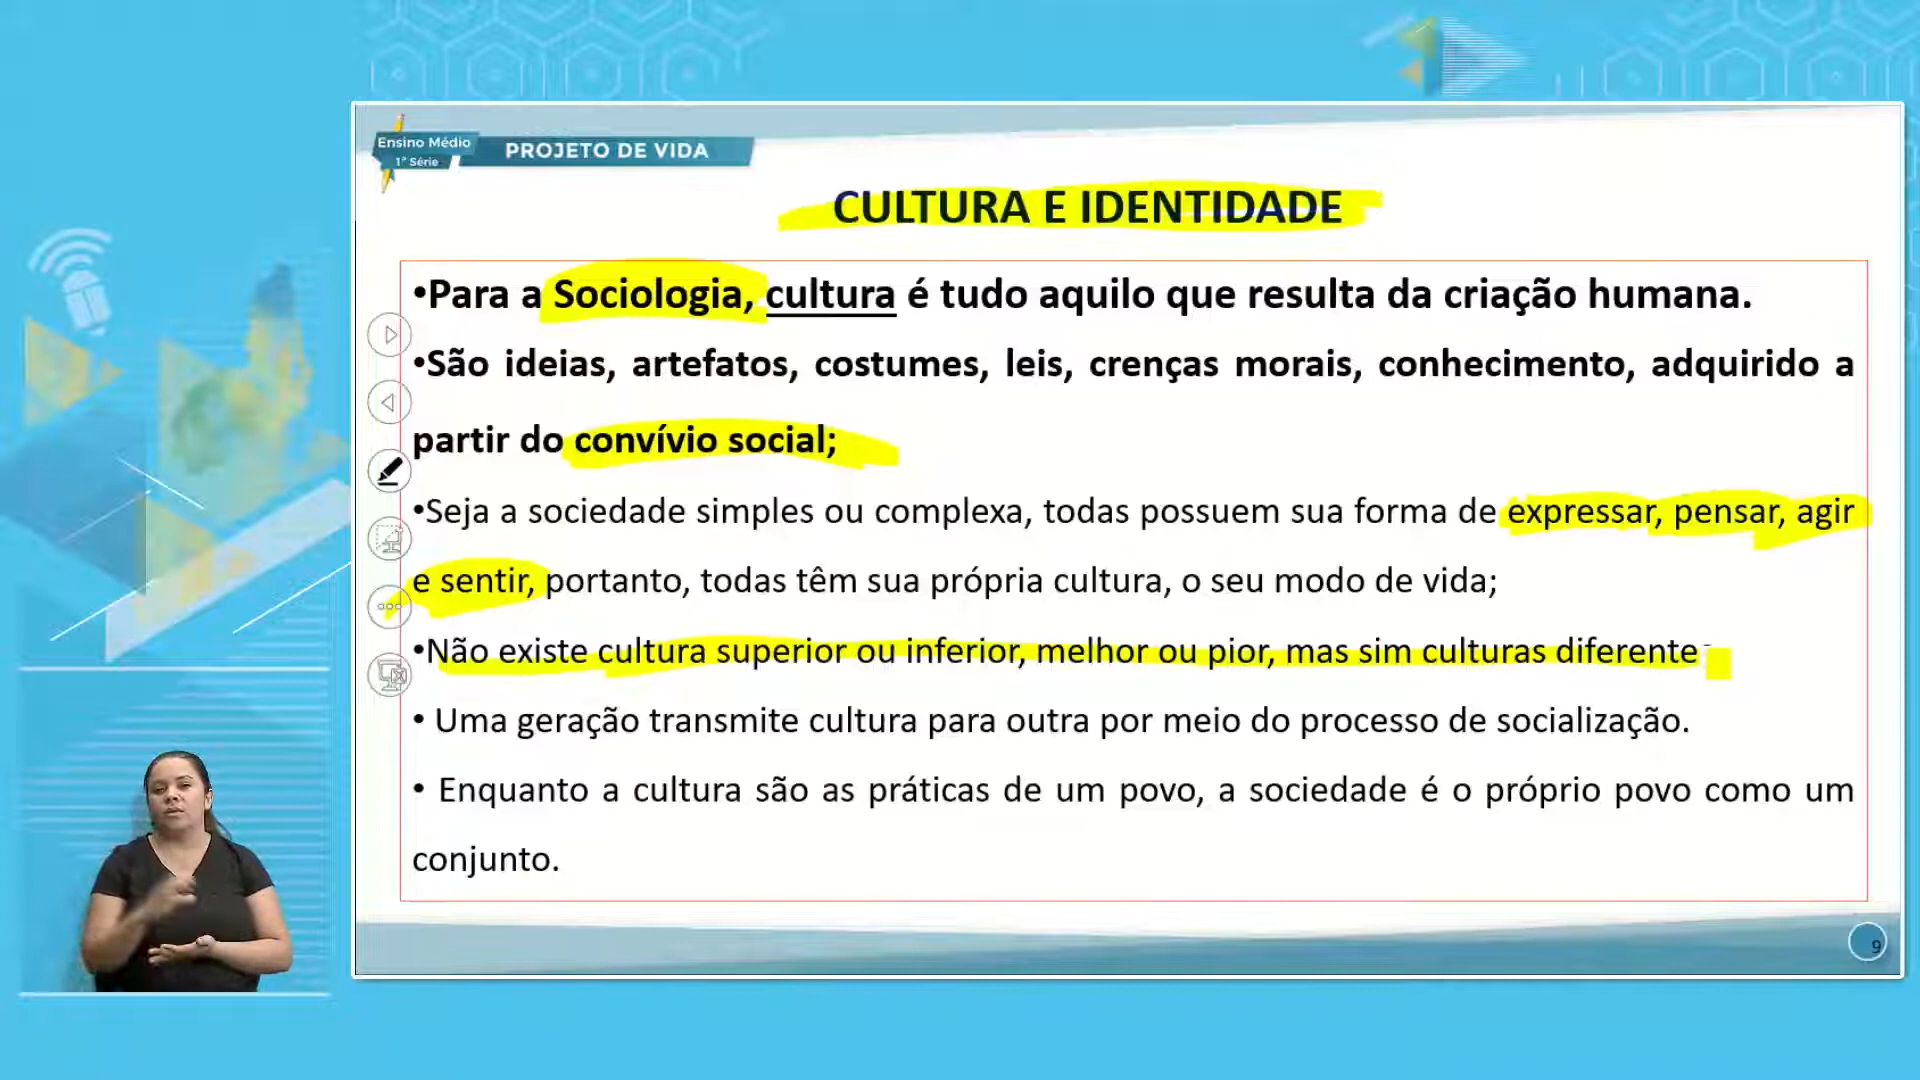 Ensino Médio
1ª Série
PROJETO DE VIDA
CULTURA E IDENTIDADE
•Para a Sociologia, cultura é tudo aquilo que resulta da criação humana.
•São ideias, artefatos, costumes, leis, crenças morais, conhecimento, adquirido a
partir do convívio social;
•Seja a sociedade simples ou complexa, todas possuem sua forma de expressar, pensar, agir
e sentir, portanto, todas têm sua própria cultura, o seu modo de vida;
•Não existe cultura superior ou inferior, melhor ou pior, mas sim culturas diferente
• Uma geração transmite cultura para outra por meio do processo de socialização.
• Enquanto a cultura são as práticas de um povo, a sociedade é o próprio povo como um
conjunto.
9